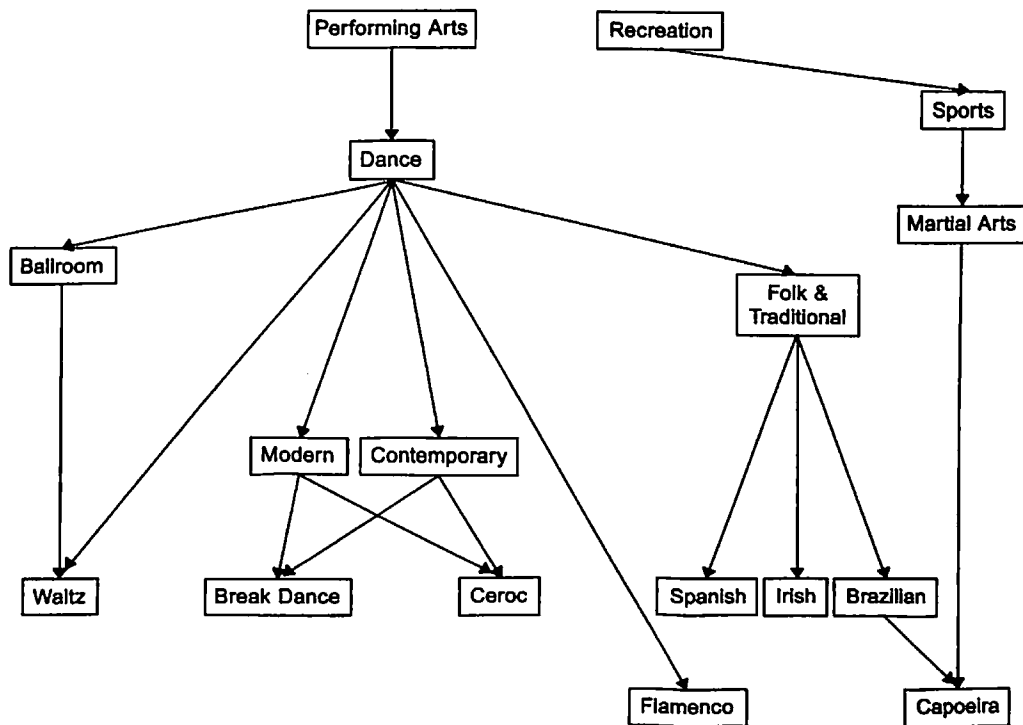 Performing Arts
Recreation
Sports
Dance
Martial Arts
Ballroom
Folk &
Traditional
Modern
Contemporary
Waltz
Break Dance
Ceroc
Spanish
Irish
Brazilian
Flamenco
Capoeira